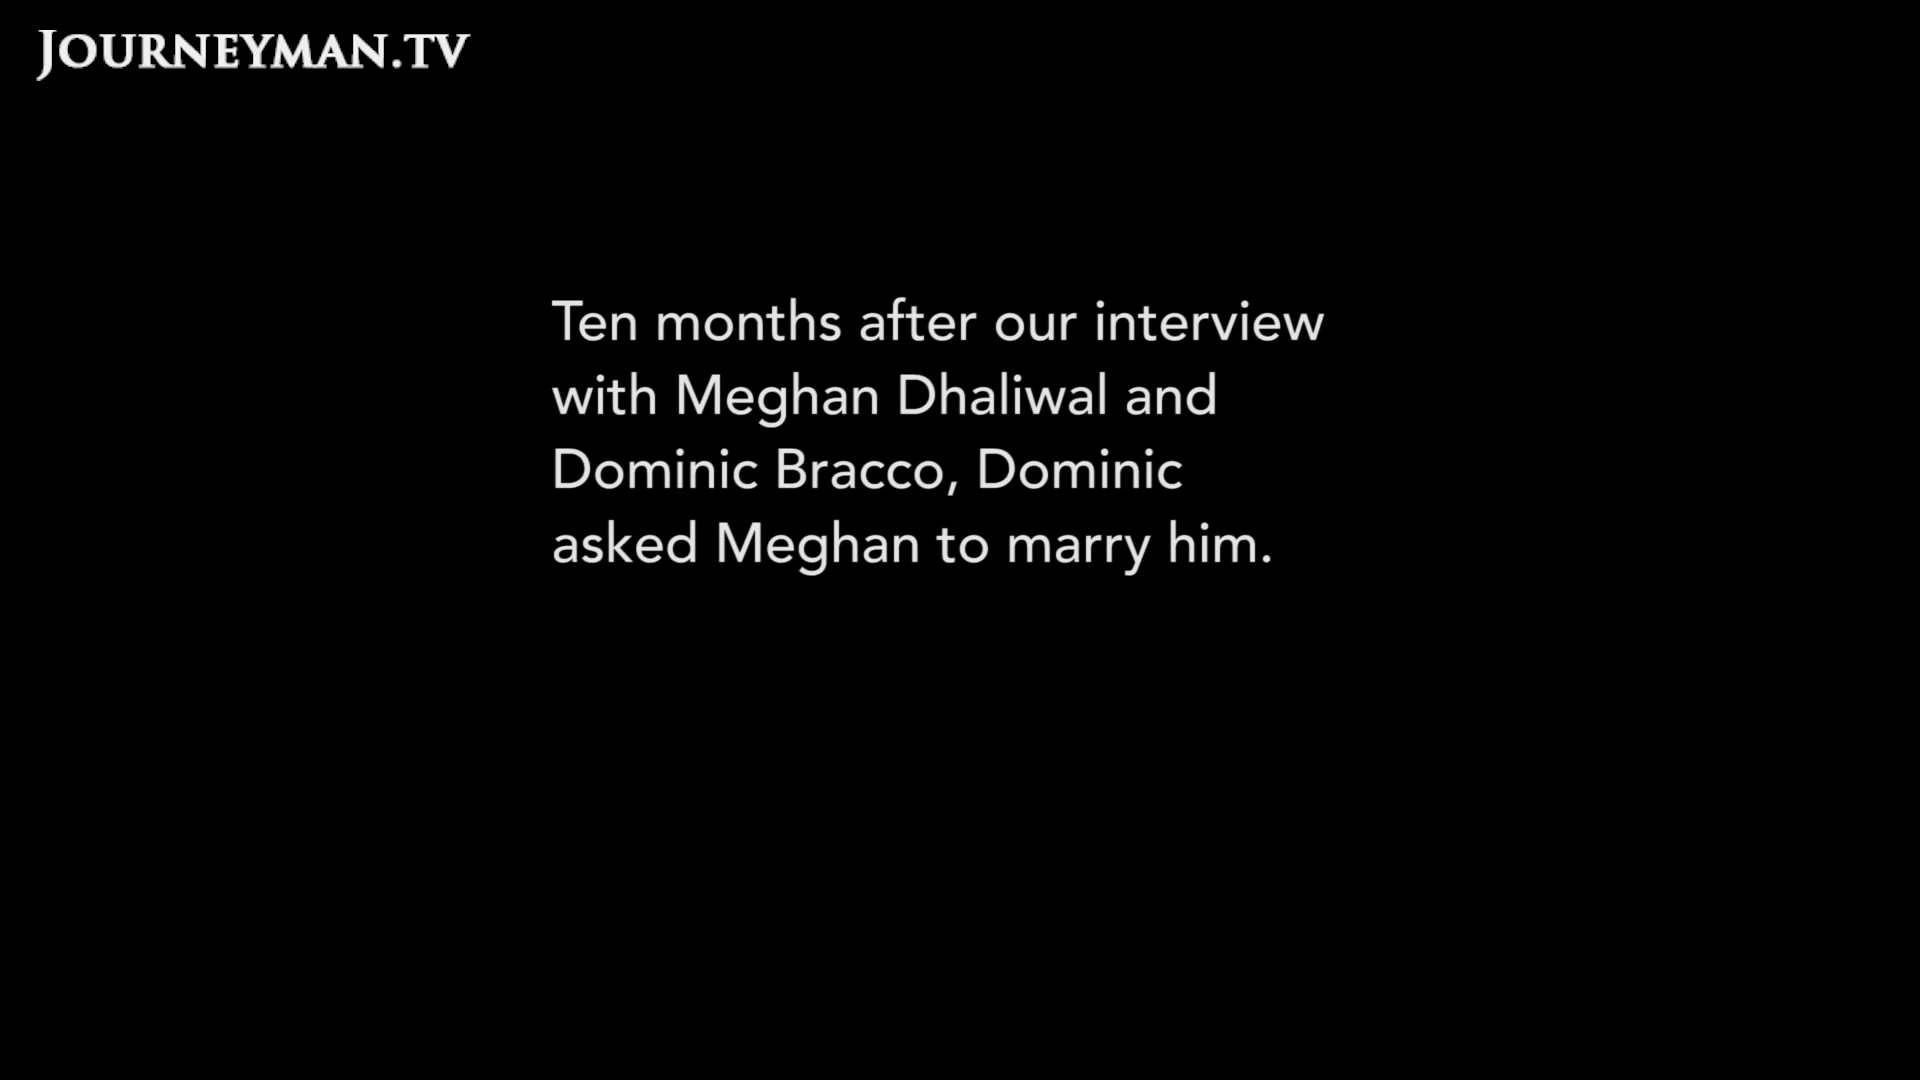 JOURNEYMAN.TV
Ten months after our interview
with Meghan Dhaliwal and
Dominic Bracco, Dominic
asked Meghan to marry him.